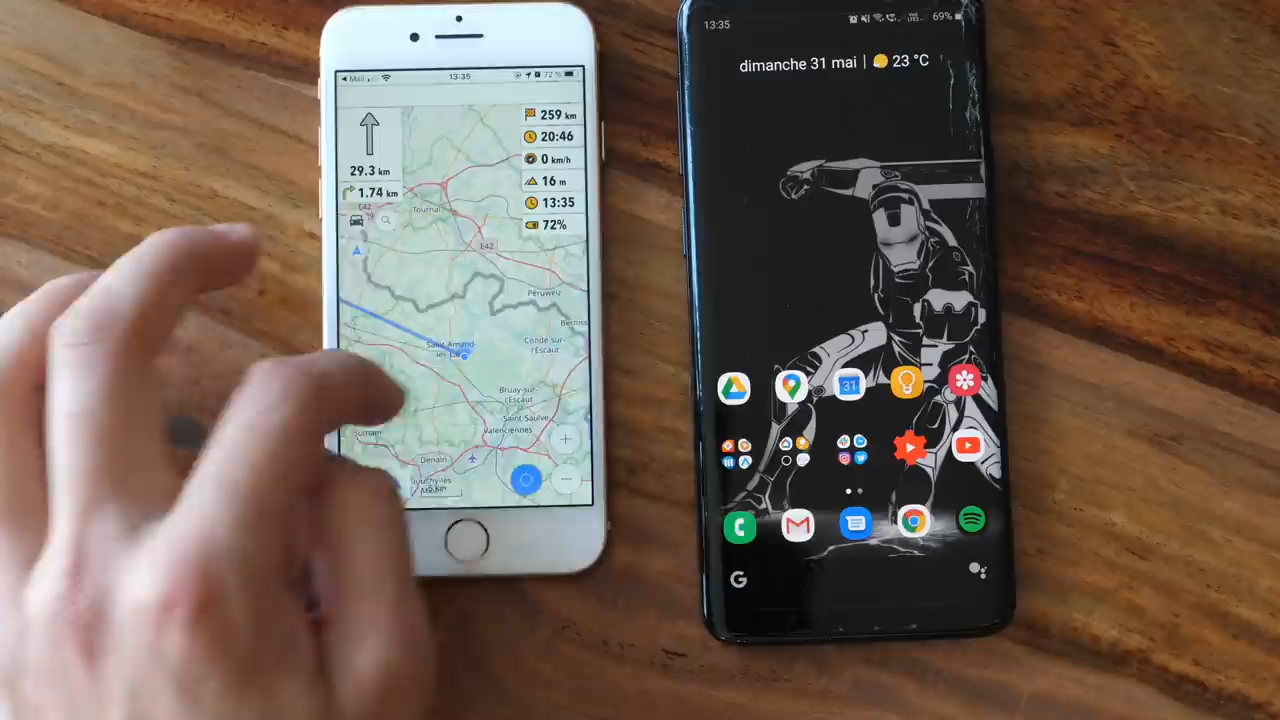 Mail
13:35
72 %
29.3 km
1.74 km
E42
259 km
20:46
0 km/h
16 m
13:35
72%
Tournai
E42
Péruwelz
Saint-Amand-
Condé-sur-
l'Escaut
Bruay-sur-
l'Escaut
Saint-Saulve
Valenciennes
Denain
13:35
69%
dimanche 31 mai | 23 °C
31
G